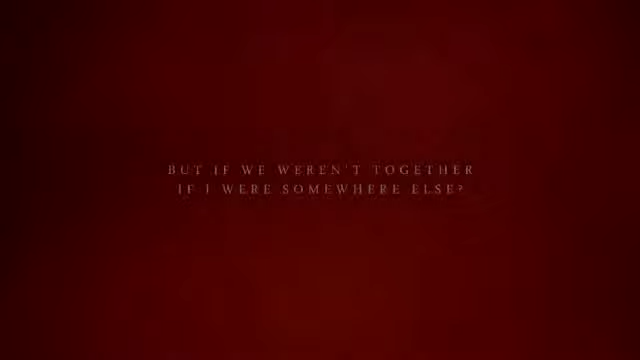 BUT IF WE WEREN'T TOGETHER
IF I WERE SOMEWHERE ELSE?